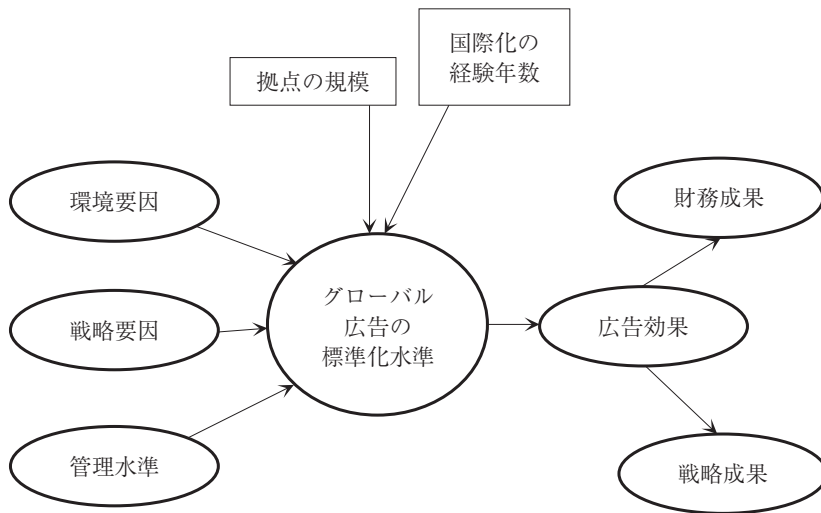 国際化の
経験年数
拠点の規模
環境要因
財務成果
グローバル
広告の
標準化水準
戦略要因
広告効果
管理水準
戦略成果